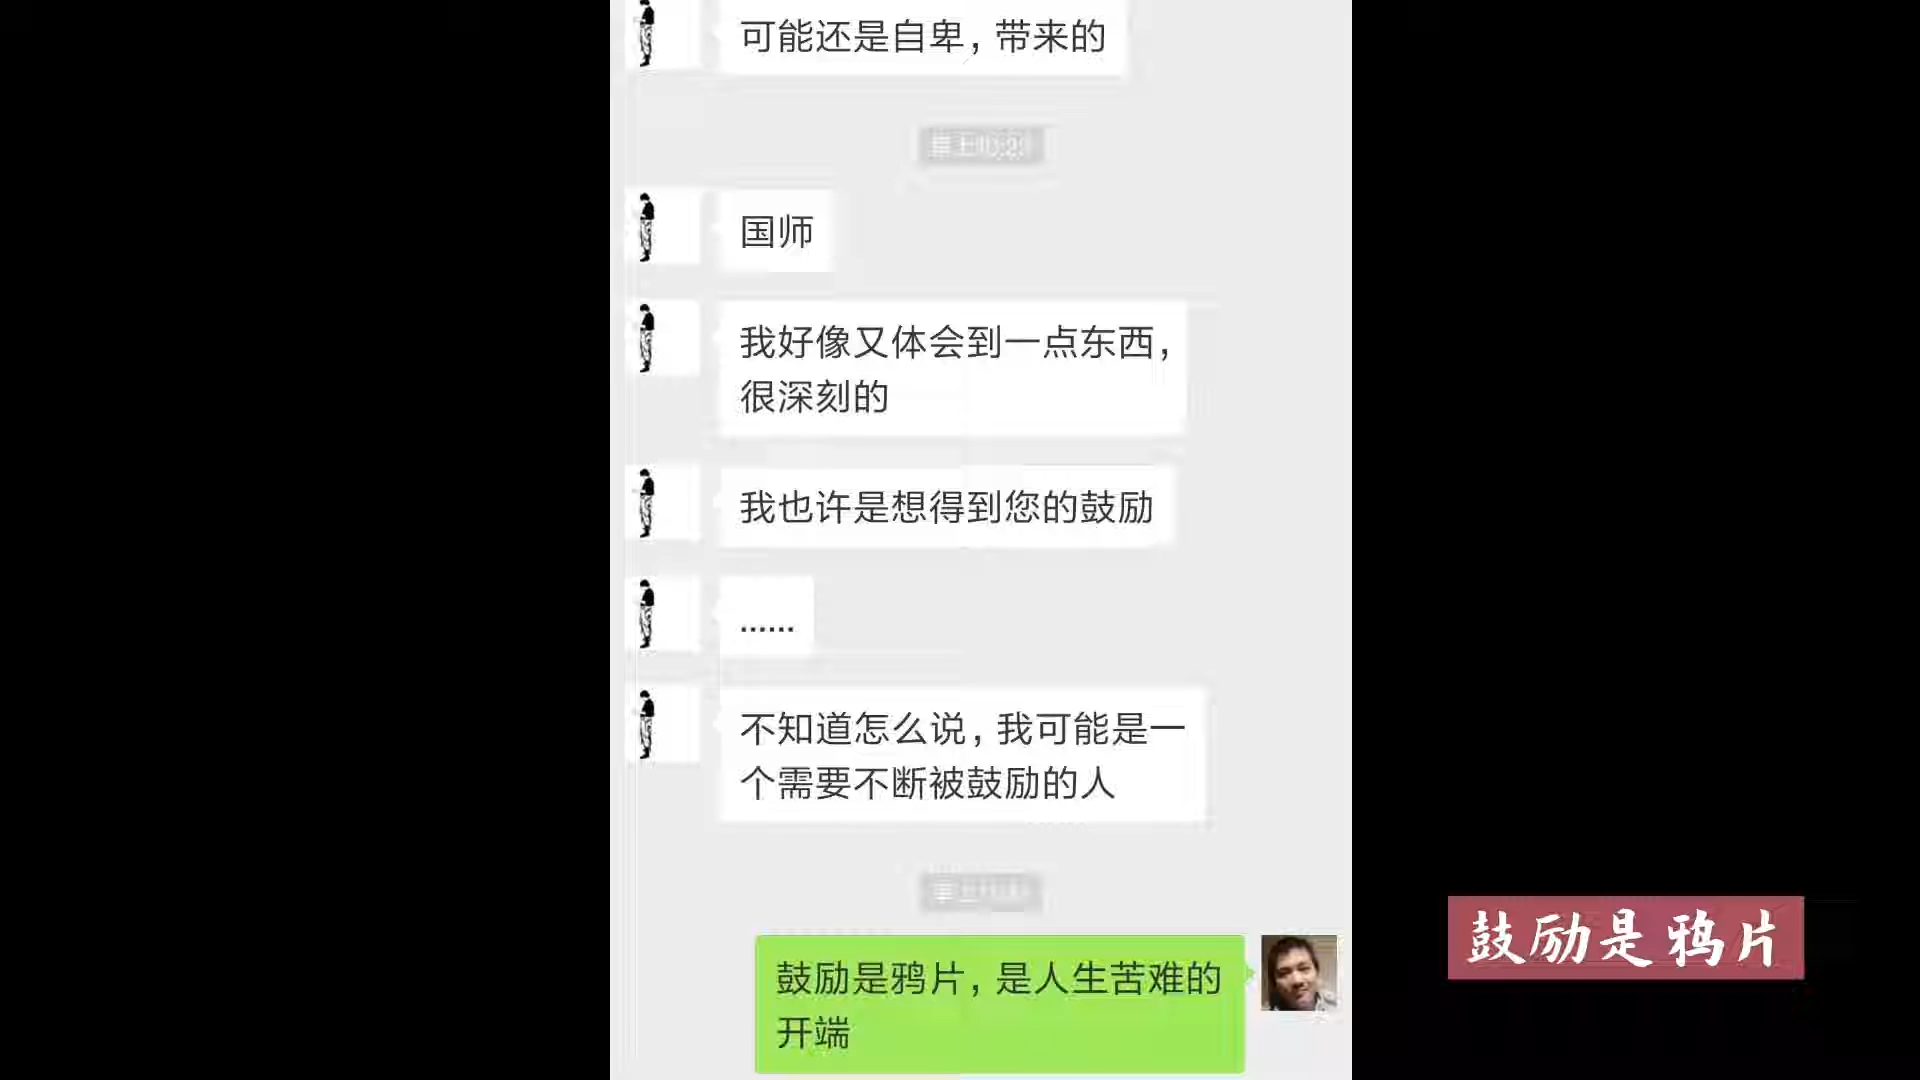 可能还是自卑，带来的
国师
我好像又体会到一点东西，
很深刻的
我也许是想得到您的鼓励
......
不知道怎么说，我可能是一
个需要不断被鼓励的人
鼓励是鸦片，是人生苦难的
开端
鼓励是鸦片